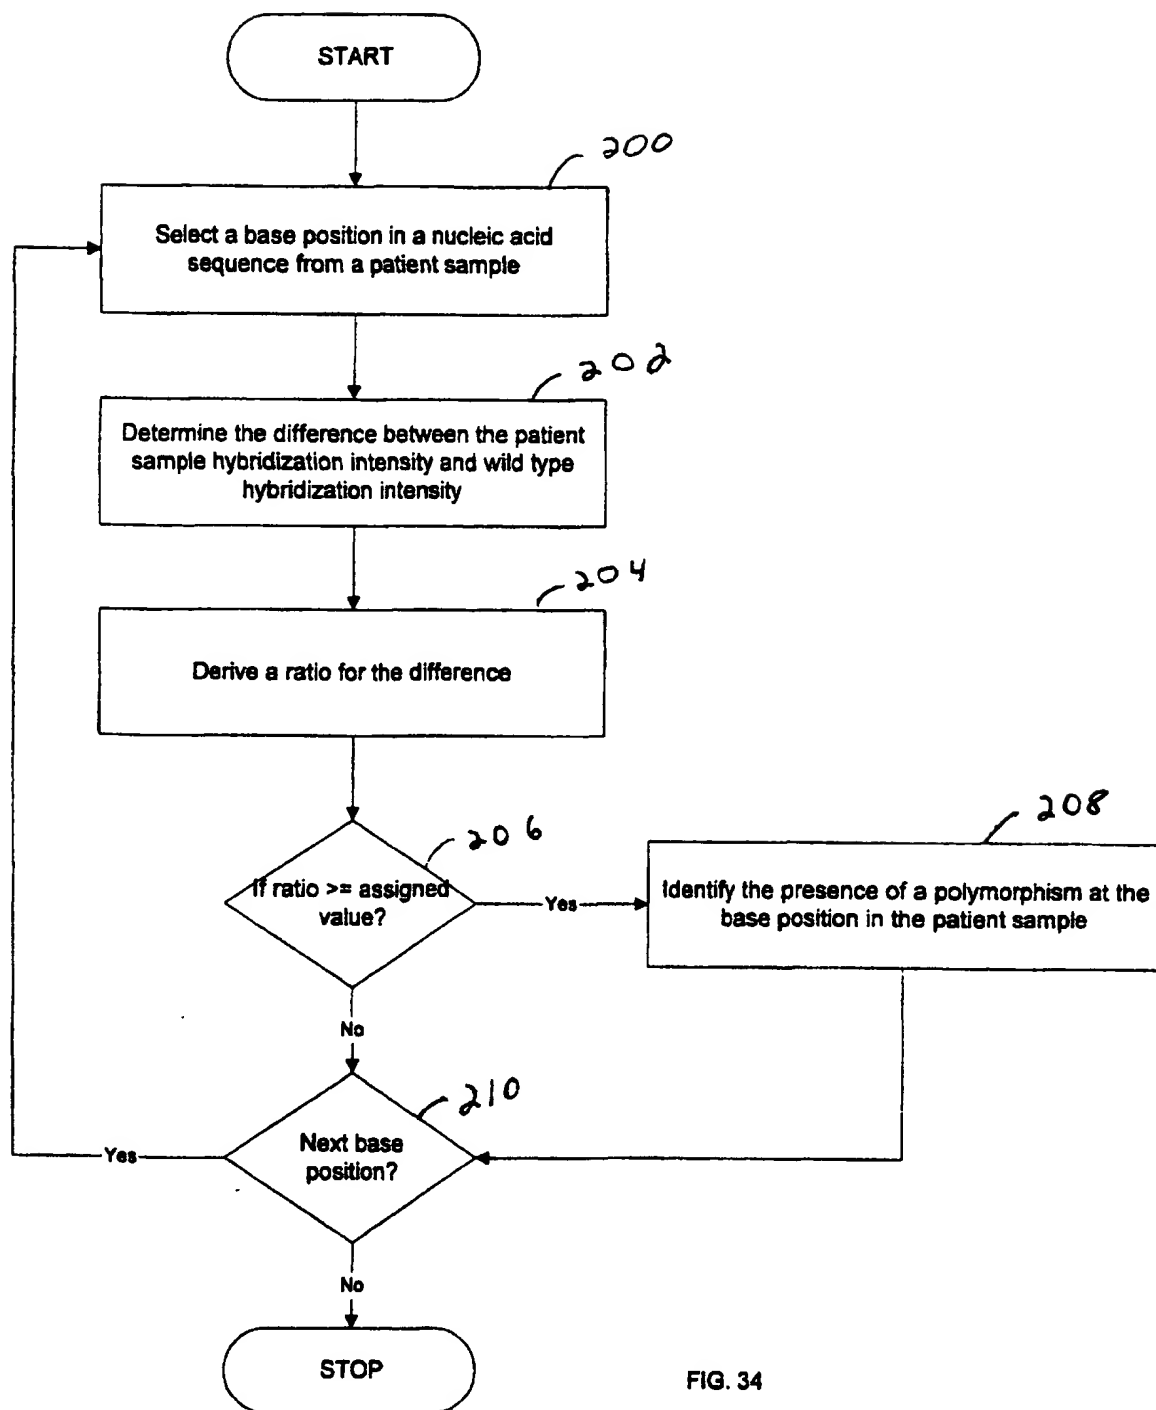 START
200
Select a base position in a nucleic acid
sequence from a patient sample
202
Determine the difference between the patient
sample hybridization intensity and wild type
hybridization intensity
204
Derive a ratio for the difference
206
If ratio >= assigned
value?
Yes
208
Identify the presence of a polymorphism at the
base position in the patient sample
No
210
Next base
position?
Yes
No
STOP
FIG. 34